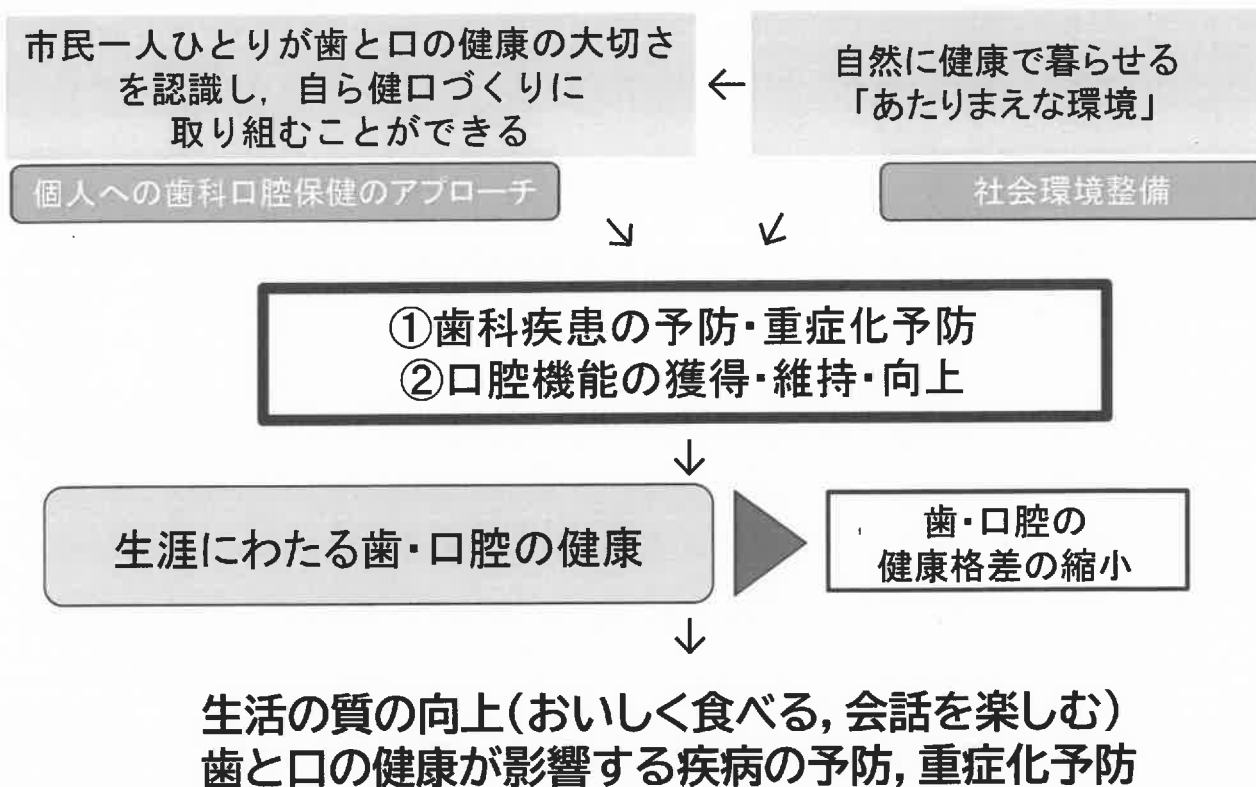 市民一人ひとりが歯と口の健康の大切さ
を認識し，自ら健口づくりに
取り組むことができる
←
自然に健康で暮らせる
「あたりまえな環境」
個人への歯科口腔保健のアプローチ
社会環境整備
①歯科疾患の予防・重症化予防
②口腔機能の獲得・維持・向上
生涯にわたる歯・口腔の健康
歯・口腔の
健康格差の縮小
生活の質の向上（おいしく食べる，会話を楽しむ）
歯と口の健康が影響する疾病の予防，重症化予防